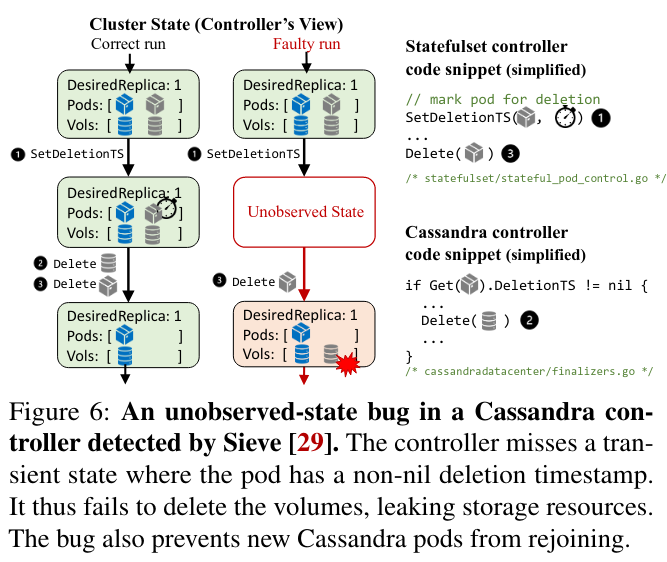 Cluster State (Controller's View)
Correct run
Faulty run
DesiredReplica: 1
Pods: [ ]
Vols: [ ]
DesiredReplica: 1
Pods: [ ]
Vols: [ ]
1 SetDeletionTS
1 SetDeletionTS
DesiredReplica: 1
Pods: [ ]
Vols: [ ]
Unobserved State
2 Delete
3 Delete
3 Delete
DesiredReplica: 1
Pods: [ ]
Vols: [ ]
DesiredReplica: 1
Pods: [ ]
Vols: [ ]
Statefulset controller
code snippet (simplified)
// mark pod for deletion
SetDeletionTS( , ) 1
...
Delete( ) 3
/* statefulset/stateful_pod_control.go */
Cassandra controller
code snippet (simplified)
if Get( ).DeletionTS != nil {
...
Delete( ) 2
...
}
/* cassandradatacenter/finalizers.go */
Figure 6: An unobserved-state bug in a Cassandra con-
troller detected by Sieve [29]. The controller misses a tran-
sient state where the pod has a non-nil deletion timestamp.
It thus fails to delete the volumes, leaking storage resources.
The bug also prevents new Cassandra pods from rejoining.